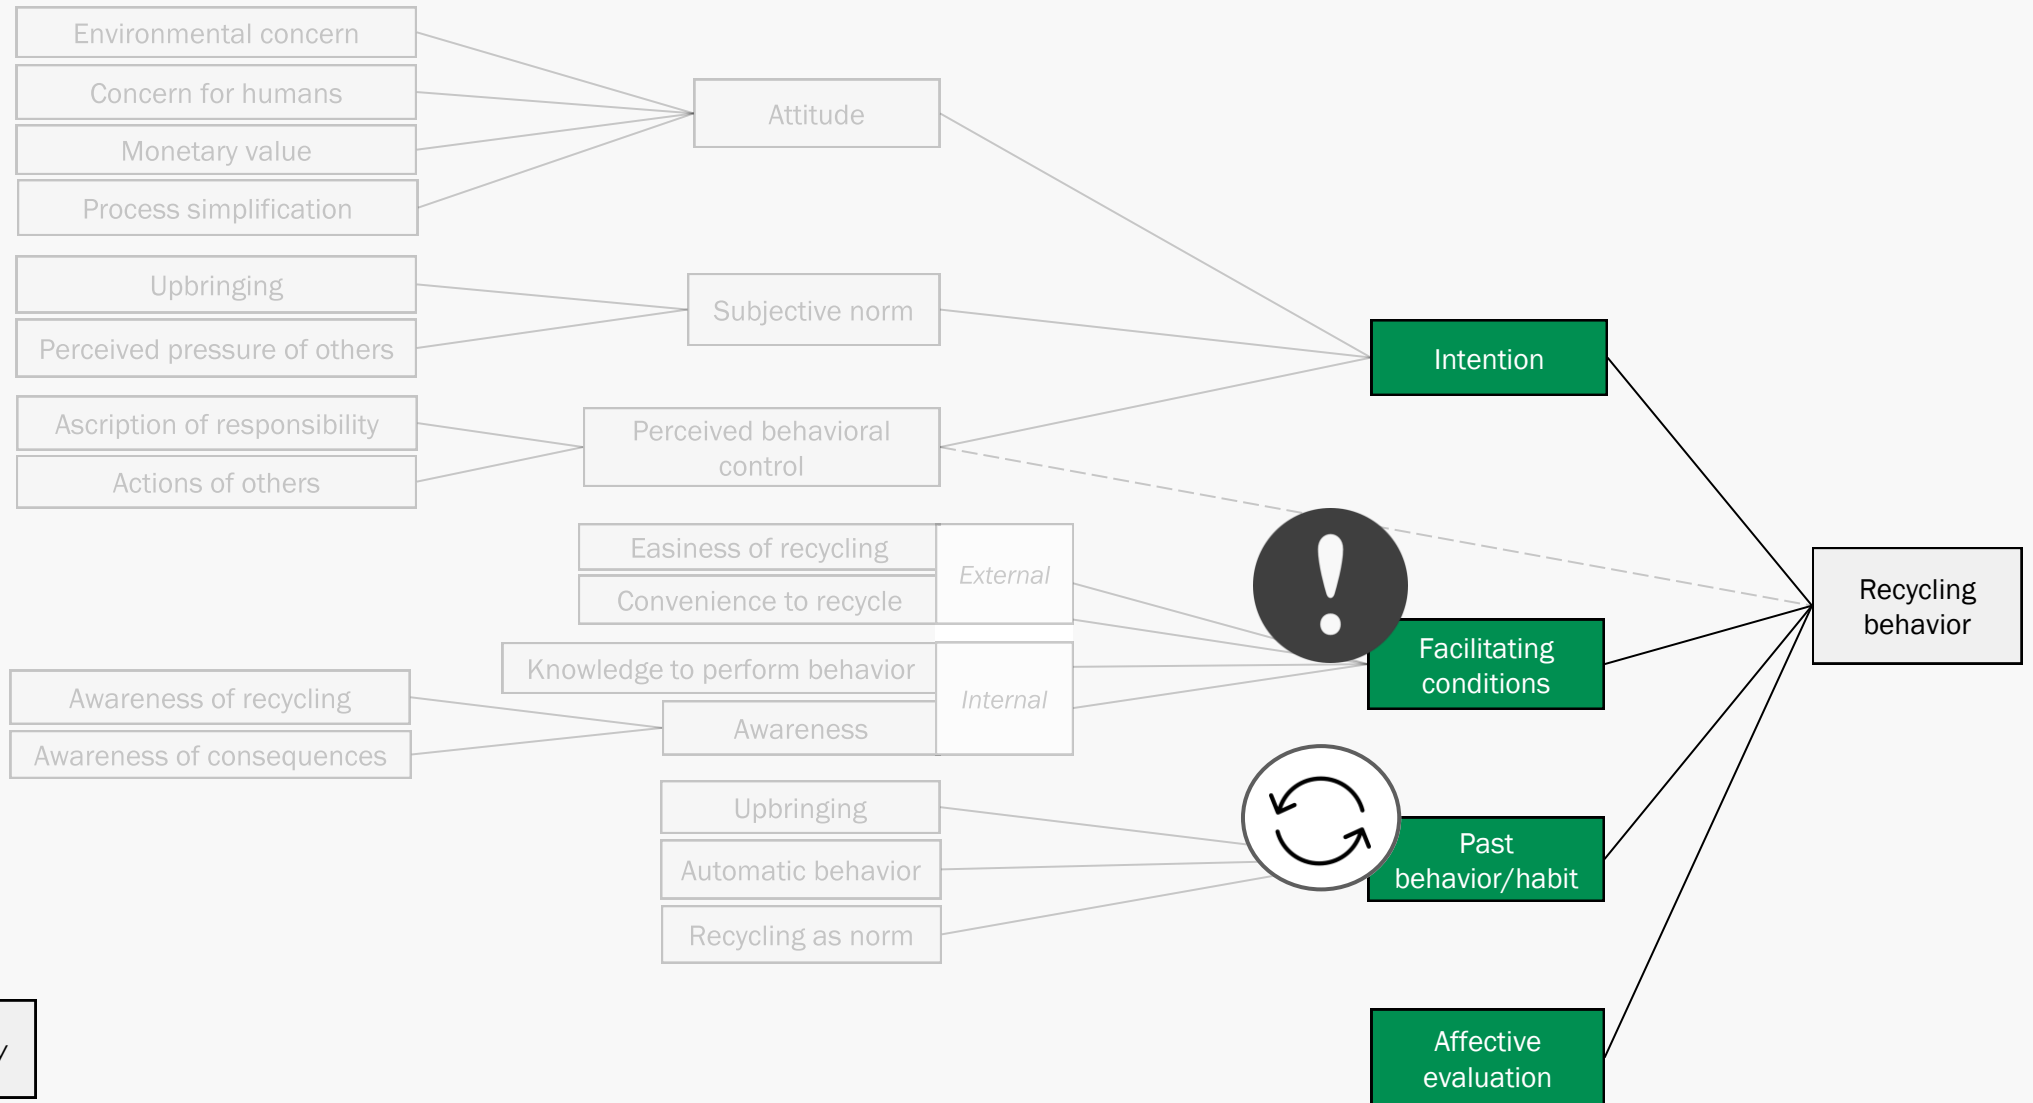 Environmental concern
Concern for humans
Monetary value
Process simplification
Attitude
Upbringing
Perceived pressure of others
Subjective norm
Ascription of responsibility
Actions of others
Perceived behavioral
control
Intention
Easiness of recycling
Convenience to recycle
External
Knowledge to perform behavior
Awareness
Internal
Awareness of recycling
Awareness of consequences
Facilitating
conditions
Recycling
behavior
Upbringing
Automatic behavior
Recycling as norm
Past
behavior/habit
Affective
evaluation